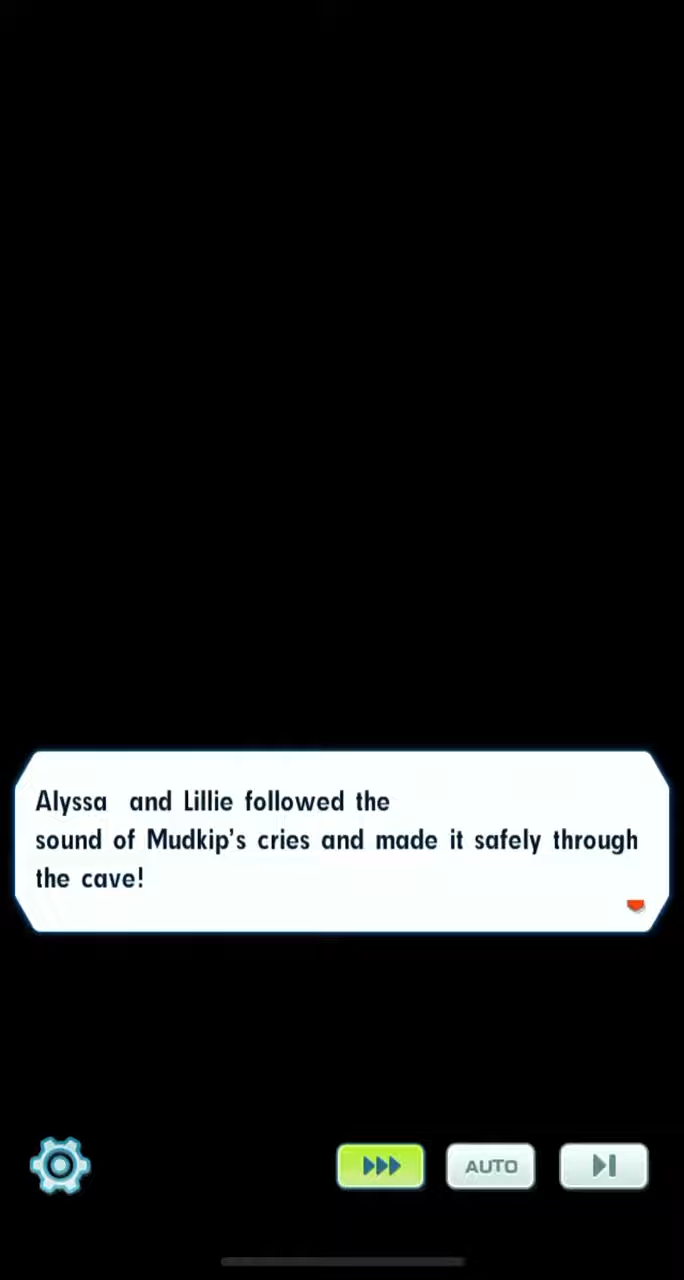 Alyssa  and Lillie followed the
sound of Mudkip's cries and made it safely through
the cave!
AUTO